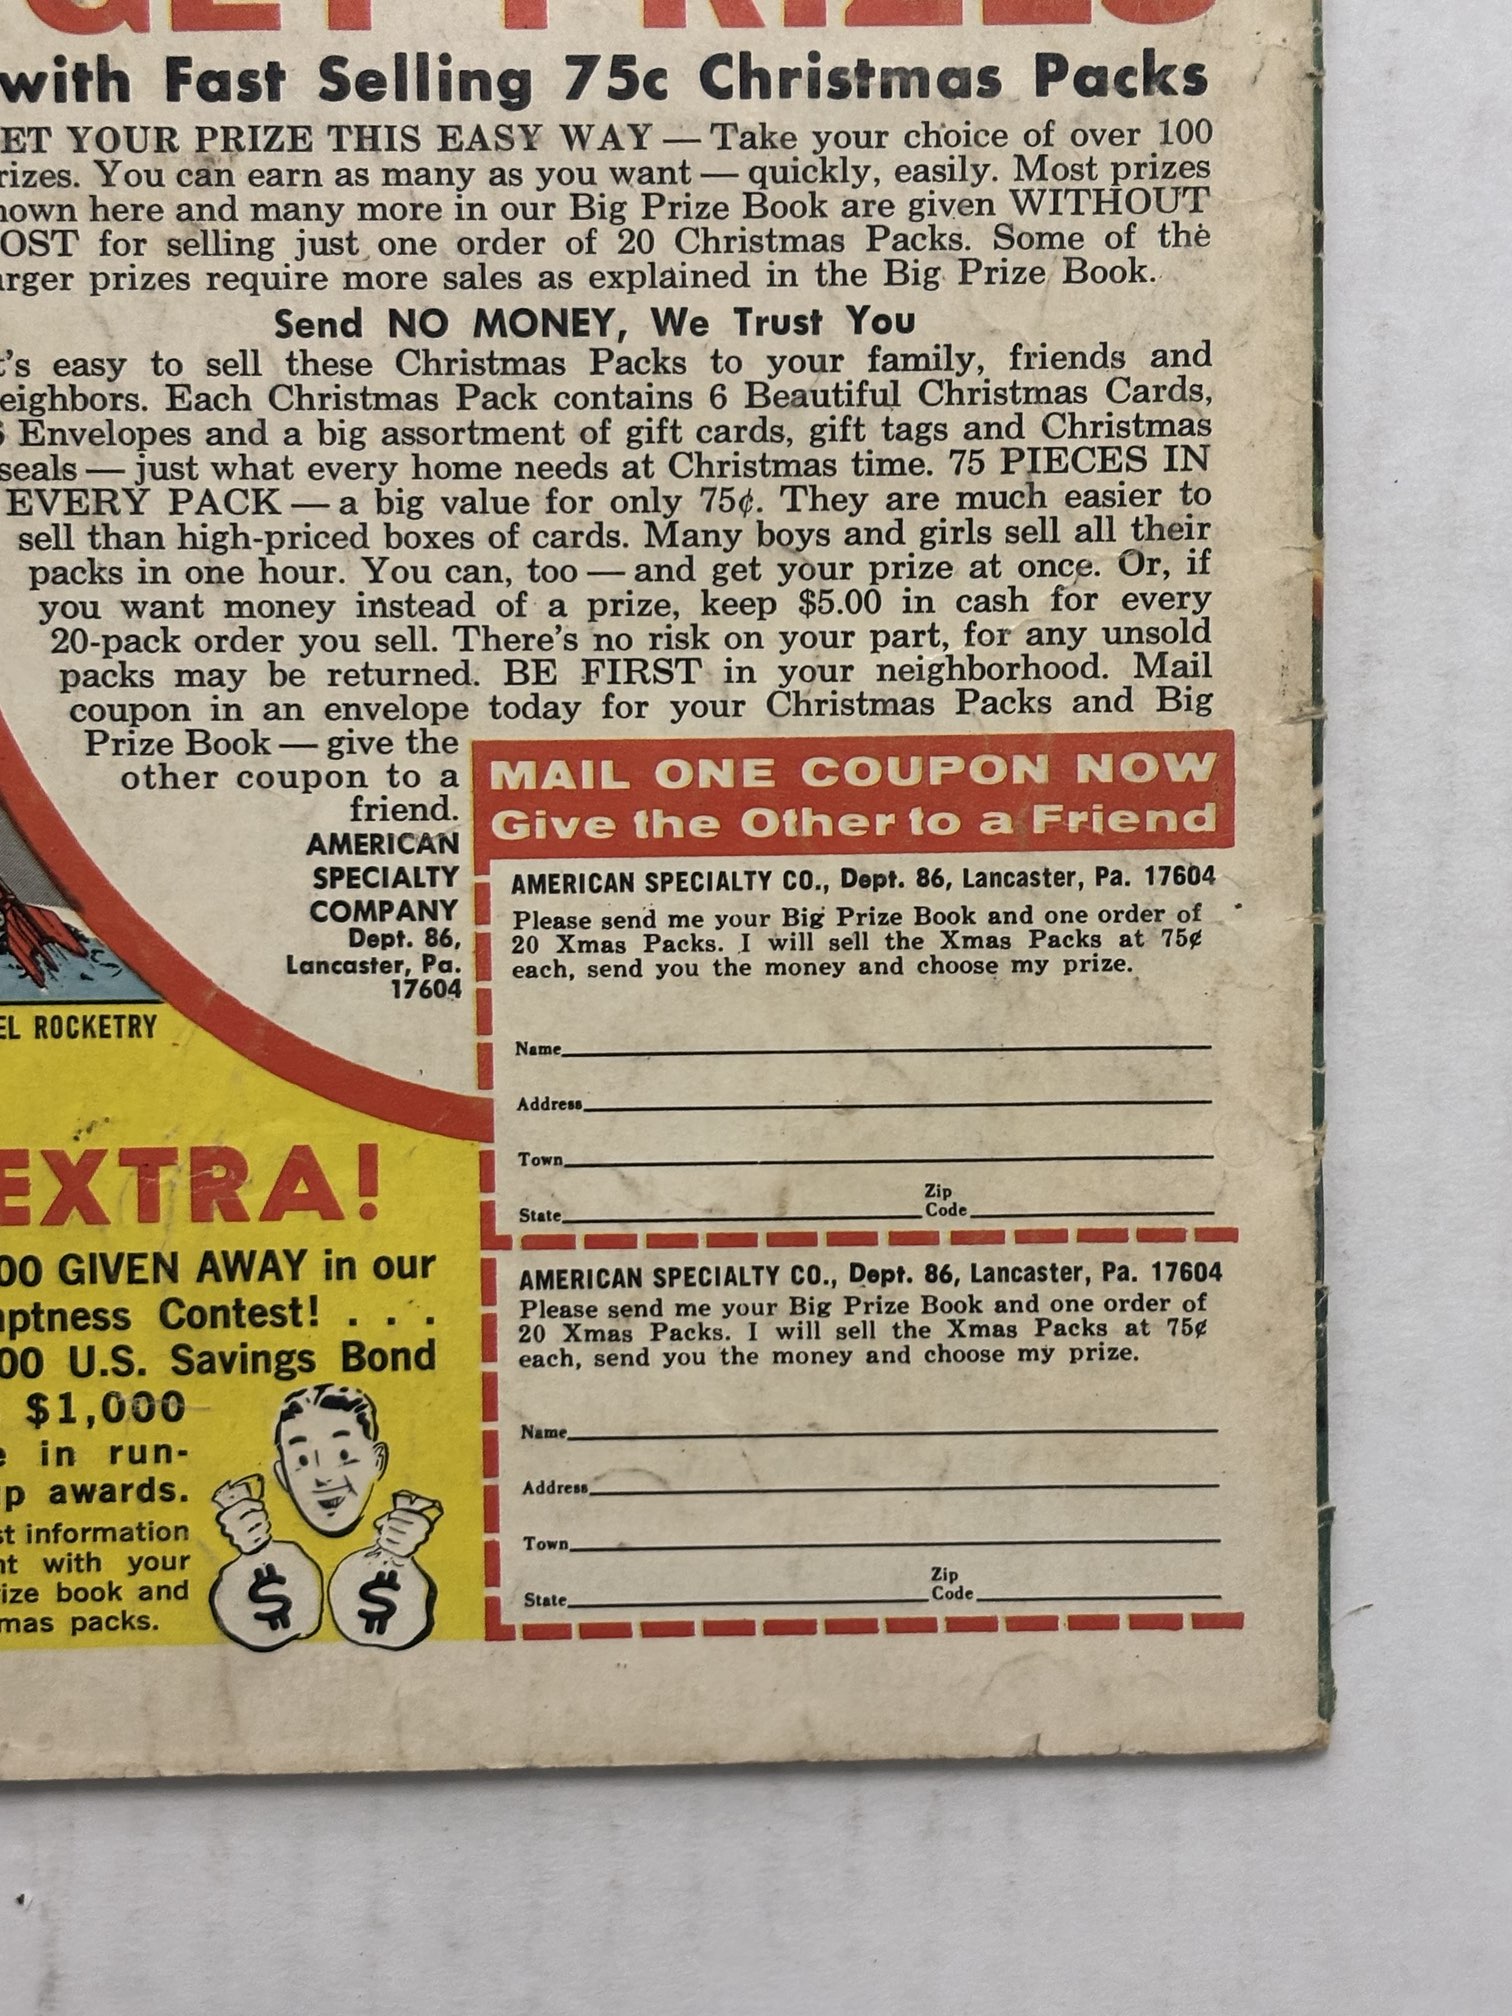 GET PRIZES
with Fast Selling 75c Christmas Packs
ET YOUR PRIZE THIS EASY WAY — Take your choice of over 100
rizes. You can earn as many as you want — quickly, easily. Most prizes
hown here and many more in our Big Prize Book are given WITHOUT
OST for selling just one order of 20 Christmas Packs. Some of the
arger prizes require more sales as explained in the Big Prize Book.
Send NO MONEY, We Trust You
t's easy to sell these Christmas Packs to your family, friends and
eighbors. Each Christmas Pack contains 6 Beautiful Christmas Cards,
6 Envelopes and a big assortment of gift cards, gift tags and Christmas
seals — just what every home needs at Christmas time. 75 PIECES IN
EVERY PACK — a big value for only 75¢. They are much easier to
sell than high-priced boxes of cards. Many boys and girls sell all their
packs in one hour. You can, too — and get your prize at once. Or, if
you want money instead of a prize, keep $5.00 in cash for every
20-pack order you sell. There's no risk on your part, for any unsold
packs may be returned. BE FIRST in your neighborhood. Mail
coupon in an envelope today for your Christmas Packs and Big
Prize Book — give the
other coupon to a
friend.
AMERICAN
SPECIALTY
COMPANY
Dept. 86,
Lancaster, Pa.
17604
EL ROCKETRY
EXTRA!
00 GIVEN AWAY in our
mptness Contest! . . .
00 U.S. Savings Bond
$1,000
e in run-
p awards.
st information
nt with your
ize book and
mas packs.
$ $
MAIL ONE COUPON NOW
Give the Other to a Friend
AMERICAN SPECIALTY CO., Dept. 86, Lancaster, Pa. 17604
Please send me your Big Prize Book and one order of
20 Xmas Packs. I will sell the Xmas Packs at 75¢
each, send you the money and choose my prize.
Name
Address
Town
State Zip Code
AMERICAN SPECIALTY CO., Dept. 86, Lancaster, Pa. 17604
Please send me your Big Prize Book and one order of
20 Xmas Packs. I will sell the Xmas Packs at 75¢
each, send you the money and choose my prize.
Name
Address
Town
State Zip Code